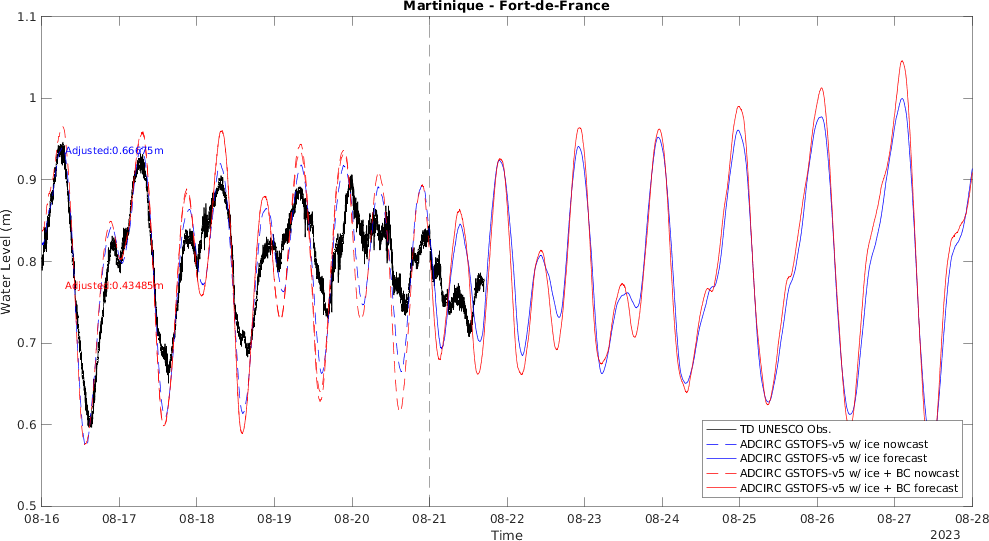 Martinique - Fort-de-France
1.1
1
0.9
0.8
0.7
0.6
0.5
Water Level (m)
Adjusted:0.66675m
Adjusted:0.43485m
TD UNESCO Obs.
ADCIRC GSTOFS-v5 w/ ice nowcast
ADCIRC GSTOFS-v5 w/ ice forecast
ADCIRC GSTOFS-v5 w/ ice + BC nowcast
ADCIRC GSTOFS-v5 w/ ice + BC forecast
08-16 08-17 08-18 08-19 08-20 08-21 08-22 08-23 08-24 08-25 08-26 08-27 08-28
Time
2023